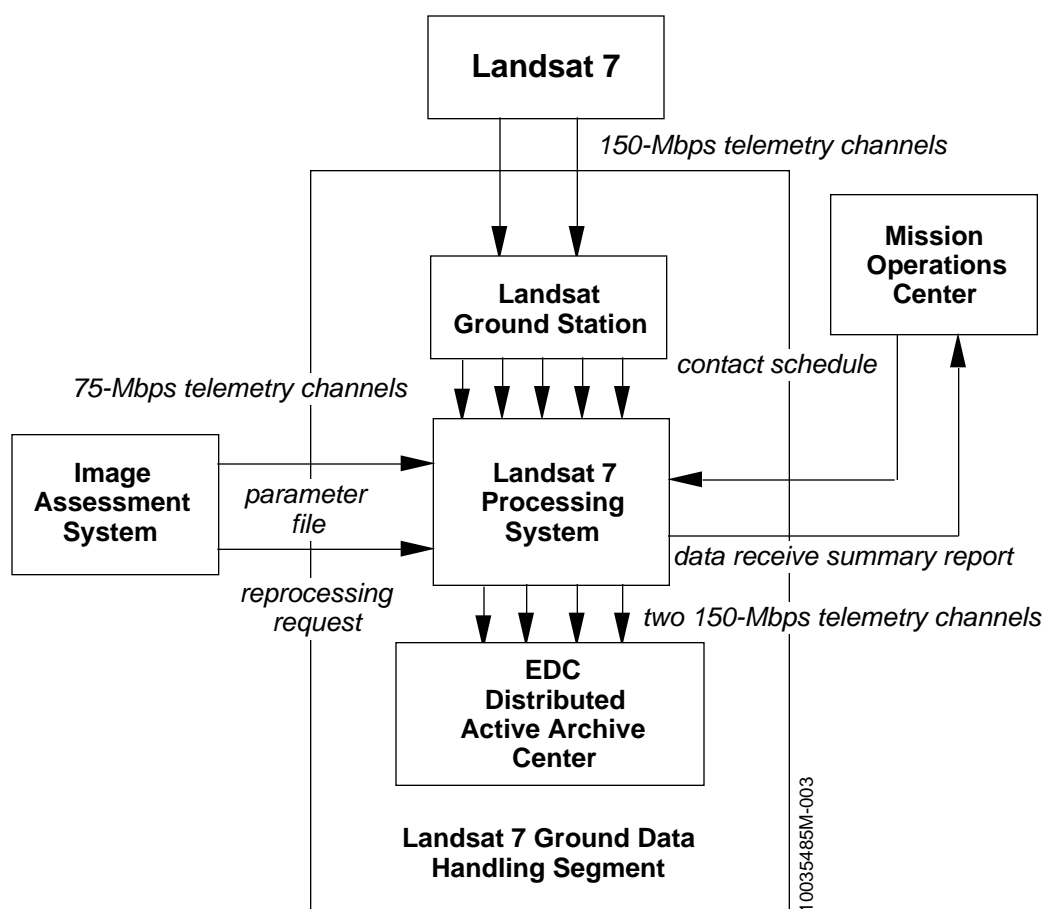 Landsat 7
150-Mbps telemetry channels
Mission
Operations
Center
Landsat
Ground Station
contact schedule
75-Mbps telemetry channels
Image
Assessment
System
parameter
file
Landsat 7
Processing
System
data receive summary report
reprocessing
request
two 150-Mbps telemetry channels
EDC
Distributed
Active Archive
Center
Landsat 7 Ground Data
Handling Segment
10035485M-003